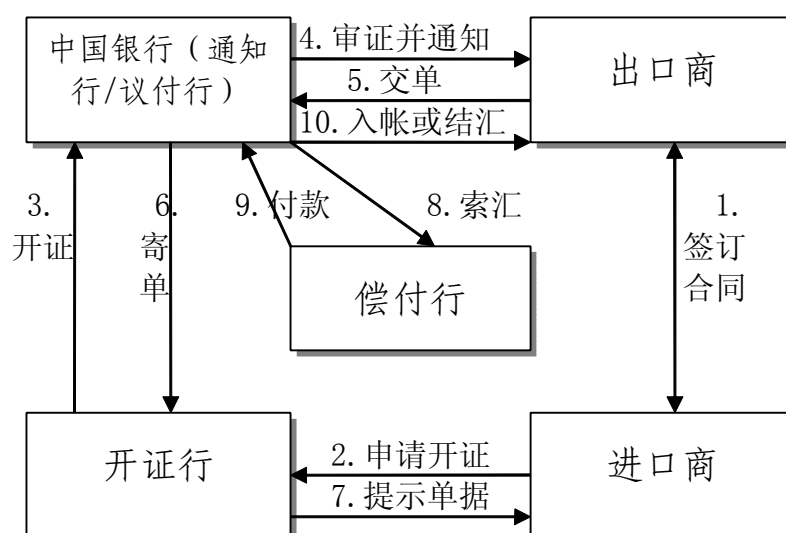 中国银行（通知
行/议付行）
4.审证并通知
5.交单
10.入帐或结汇
出口商
3.
开证
6.
寄
单
9.付款
8.索汇
1.
签订
合同
偿付行
开证行
2.申请开证
7.提示单据
进口商